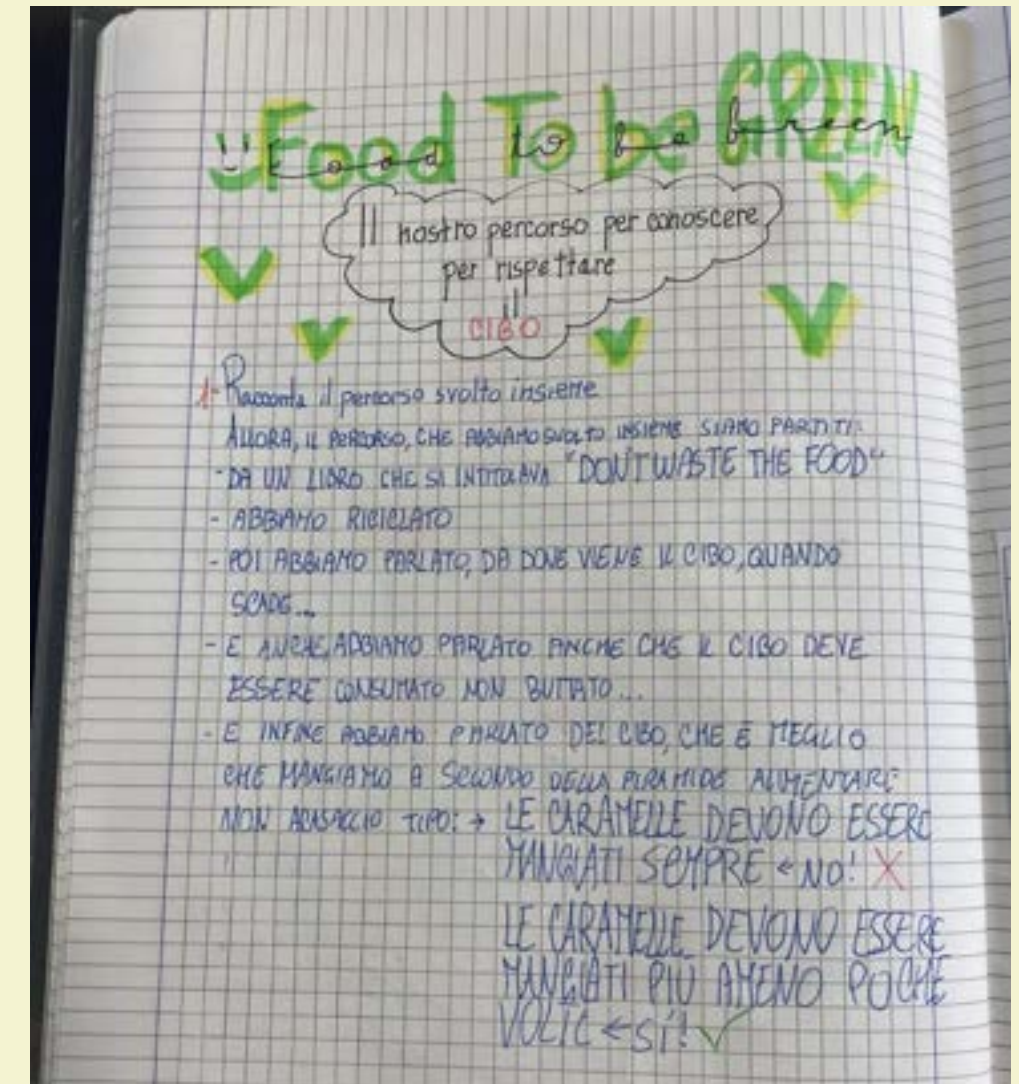 Food To be GREEN
Food to be Green
Il nostro percorso per conoscere
per rispettare
il
CIBO
1- Racconta il percorso svolto insieme
ALLORA, IL PERCORSO, CHE ABBIAMO SVOLTO INSIEME SIAMO PARTITI:
- DA UN LIBRO CHE SI INTITOLAVA "DON'T WASTE THE FOOD"
- ABBIAMO RICICLATO
- POI ABBIAMO PARLATO, DA DOVE VIENE IL CIBO, QUANDO
SCADE...
- E ANCHE, ABBIAMO PARLATO ANCHE CHE IL CIBO DEVE
ESSERE CONSUMATO NON BUTTATO...
- E INFINE ABBIAMO PARLATO DEL CIBO, CHE È MEGLIO
CHE MANGIAMO A SECONDO DELLA PIRAMIDE ALIMENTARE
NON TIPO: → LE CARAMELLE DEVONO ESSERE
MANGIATI SEMPRE ← NO! X
LE CARAMELLE DEVONO ESSERE
MANGIATI PIÙ AMENO POCHE
← SÍ! ✓